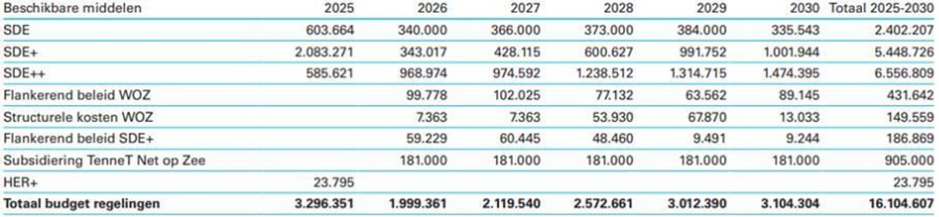 Beschikbare middelen 2025 2026 2027 2028 2029 2030 Totaal 2025-2030
SDE 603.664 340.000 366.000 373.000 384.000 335.543 2.402.207
SDE+ 2.083.271 343.017 428.115 600.627 991.752 1.001.944 5.448.726
SDE++ 585.621 968.974 974.592 1.238.512 1.314.715 1.474.395 6.556.809
Flankerend beleid WOZ 99.778 102.025 77.132 63.562 89.145 431.642
Structurele kosten WOZ 7.363 7.363 53.930 67.870 13.033 149.559
Flankerend beleid SDE+ 59.229 60.445 48.460 9.491 9.244 186.869
Subsidiering TenneT Net op Zee 181.000 181.000 181.000 181.000 181.000 905.000
HER+ 23.795 23.795
Totaal budget regelingen 3.296.351 1.999.361 2.119.540 2.572.661 3.012.390 3.104.304 16.104.607